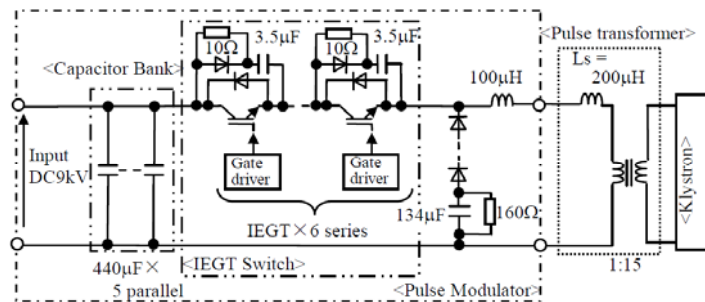 10Ω
3.5μF
10Ω
3.5μF
<Pulse transformer>
<Capacitor Bank>
100μH
Ls =
200μH
Input
DC9kV
Gate
driver
Gate
driver
134μF
160Ω
<Klystron>
IEGT×6 series
<IEGT Switch>
440μF×
5 parallel
<Pulse Modulator>
1:15